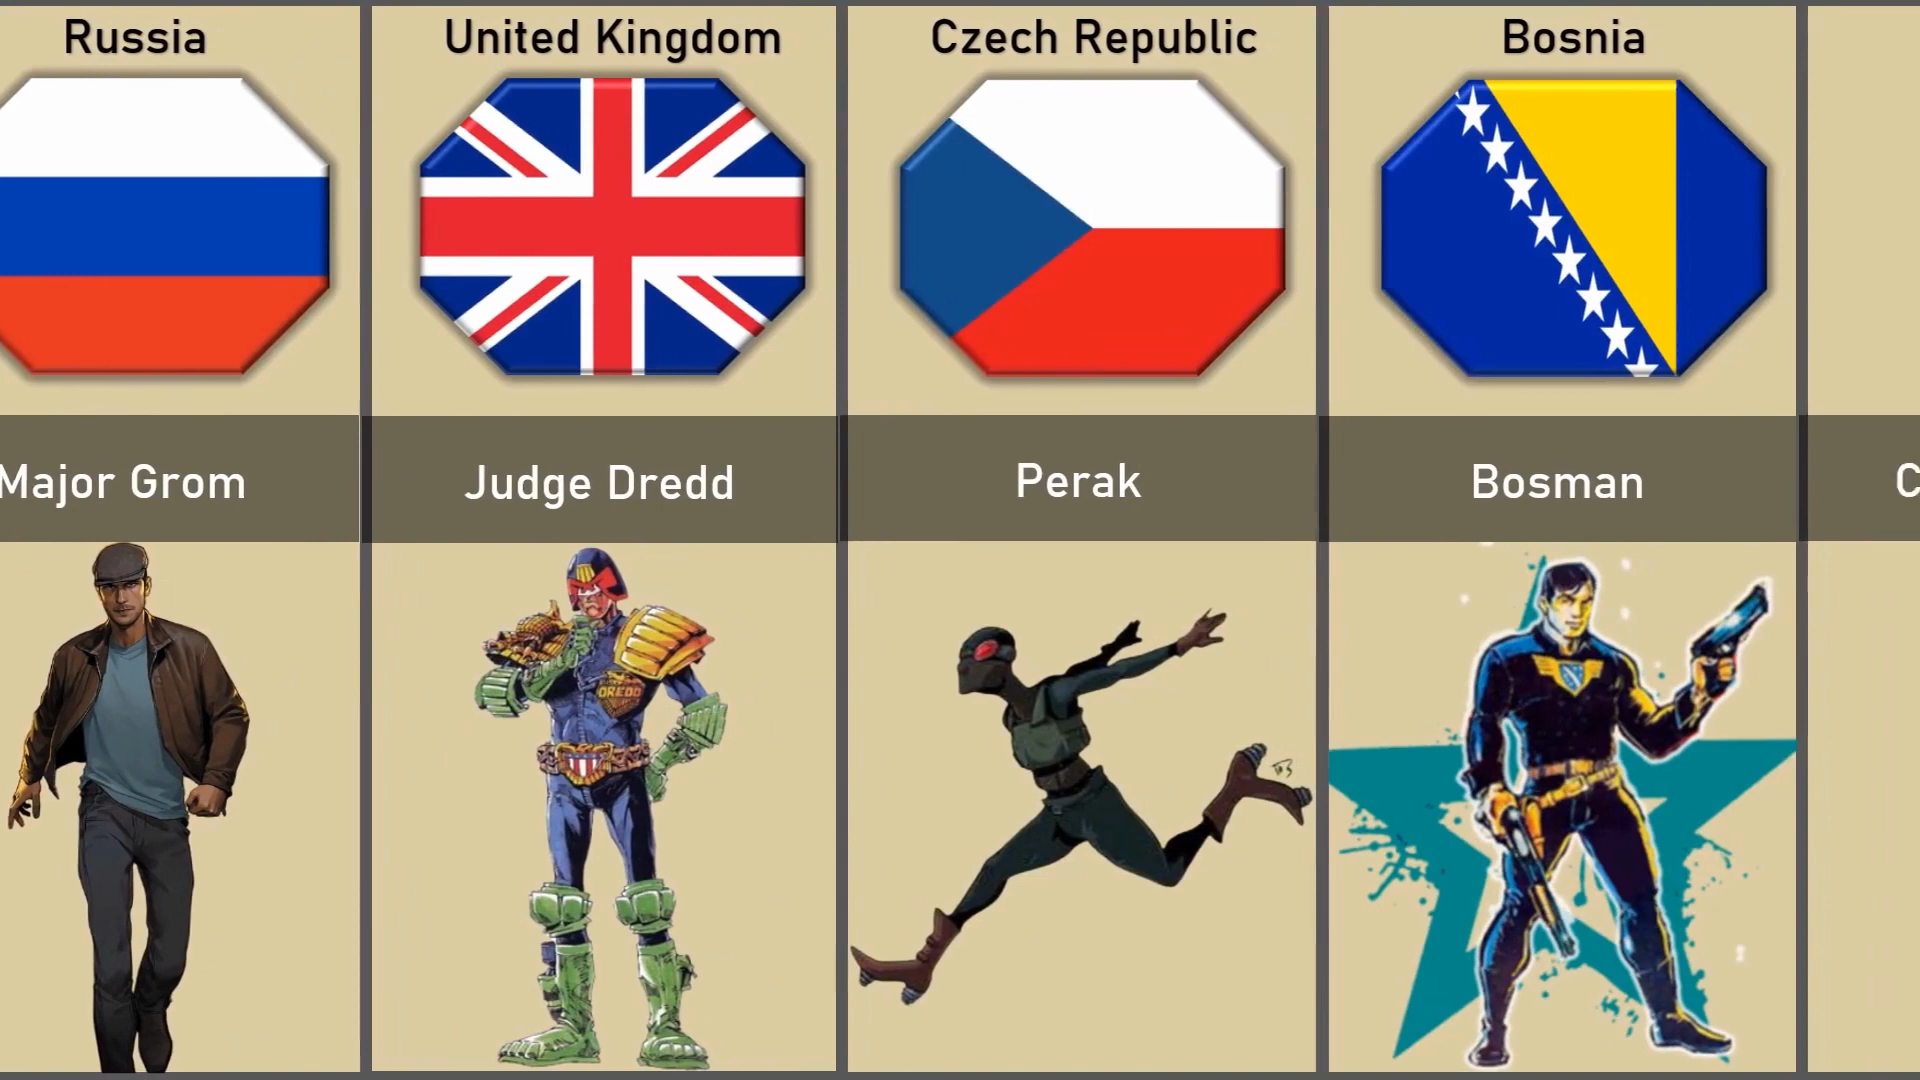 Russia
United Kingdom
Czech Republic
Bosnia
Major Grom
Judge Dredd
Perak
Bosman
C
DREDD